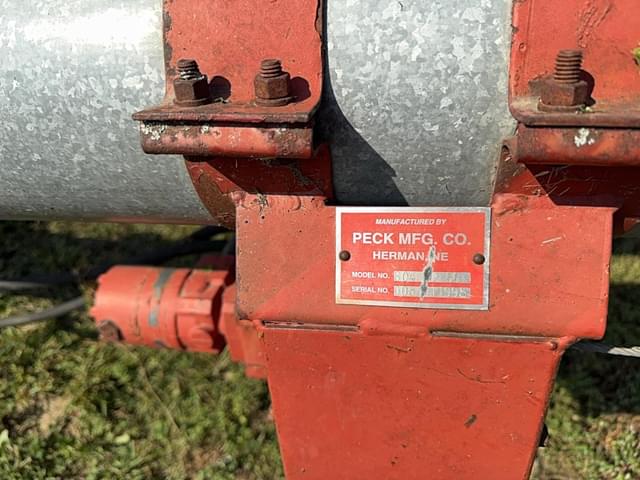 MANUFACTURED BY
PECK MFG. CO.
HERMAN, NE
MODEL NO.
SERIAL NO.